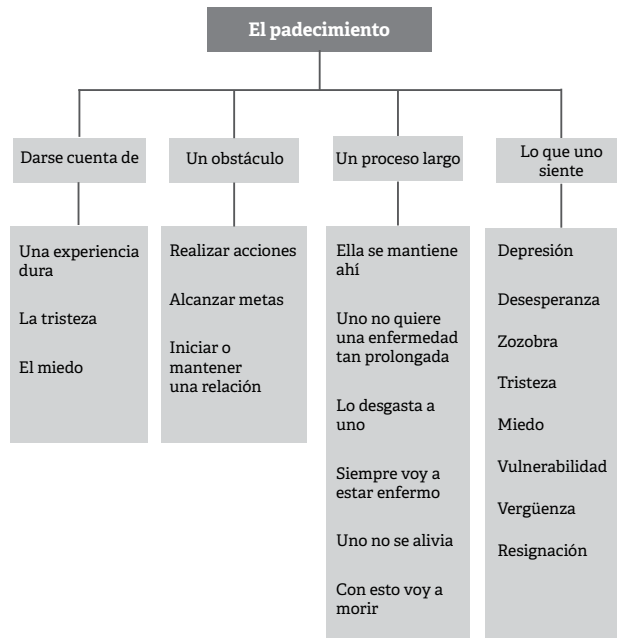 El padecimiento
Darse cuenta de
Una experiencia
dura
La tristeza
El miedo
Un obstáculo
Realizar acciones
Alcanzar metas
Iniciar o
mantener
una relación
Un proceso largo
Ella se mantiene
ahí
Uno no quiere
una enfermedad
tan prolongada
Lo desgasta a
uno
Siempre voy a
estar enfermo
Uno no se alivia
Con esto voy a
morir
Lo que uno
siente
Depresión
Desesperanza
Zozobra
Tristeza
Miedo
Vulnerabilidad
Vergüenza
Resignación